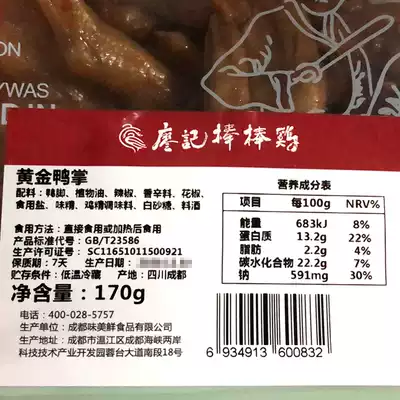 ON
YWAS
DIN
廖記棒棒鷄
黄金鸭掌
配料：鸭脚、植物油、辣椒、香辛料、花椒、
食用盐、味精、鸡精调味料、白砂糖、料酒
食用方法：直接食用或加热后食用
产品标准代号：GB/T23586
生产许可证号：SC11651011500921
保质期：7天 生产日期：
贮存条件：低温冷藏 产地：四川成都
净含量：170g
电话：400-028-5757
生产单位：成都味美鲜食品有限公司
地址：成都市温江区成都海峡两岸
科技技术产业开发园蓉台大道南段18号
营养成分表
项目 每100g NRV%
能量 683kJ 8%
蛋白质 13.2g 22%
脂肪 2.2g 4%
碳水化合物 22.2g 7%
钠 591mg 30%
6 934913 600832